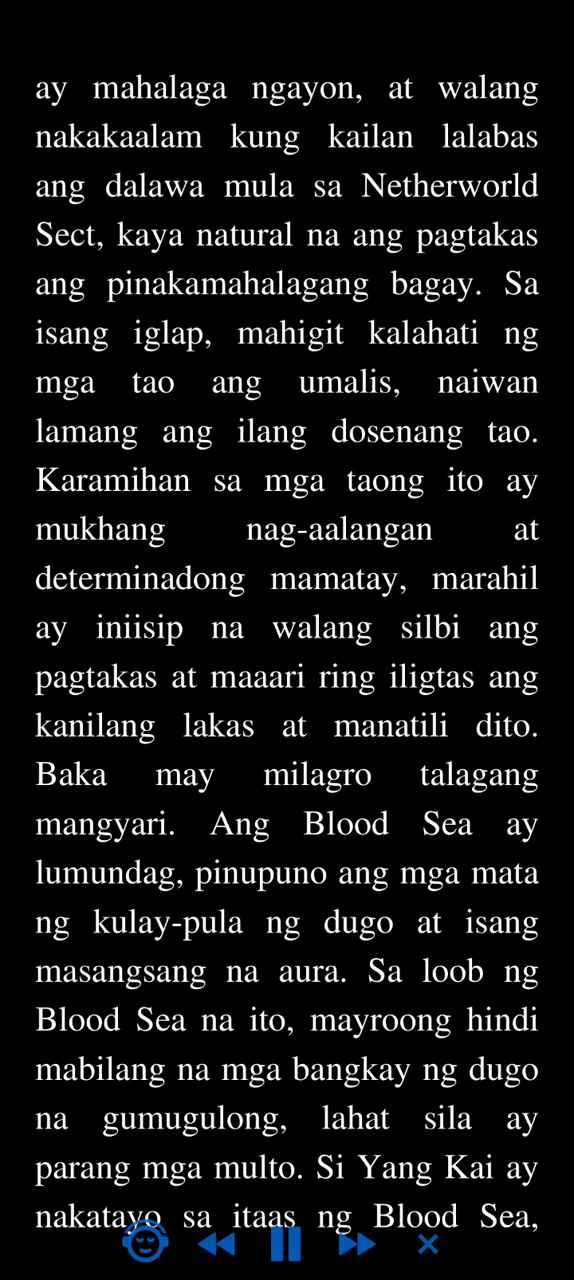 ay mahalaga ngayon, at walang
nakakaalam kung kailan lalabas
ang dalawa mula sa Netherworld
Sect, kaya natural na ang pagtakas
ang pinakamahalagang bagay. Sa
isang iglap, mahigit kalahati ng
mga tao ang umalis, naiwan
lamang ang ilang dosenang tao.
Karamihan sa mga taong ito ay
mukhang nag-aalangan at
determinadong mamatay, marahil
ay iniisip na walang silbi ang
pagtakas at maaari ring iligtas ang
kanilang lakas at manatili dito.
Baka may milagro talagang
mangyari. Ang Blood Sea ay
lumundag, pinupuno ang mga mata
ng kulay-pula ng dugo at isang
masangsang na aura. Sa loob ng
Blood Sea na ito, mayroong hindi
mabilang na mga bangkay ng dugo
na gumugulong, lahat sila ay
parang mga multo. Si Yang Kai ay
nakatayo sa itaas ng Blood Sea,